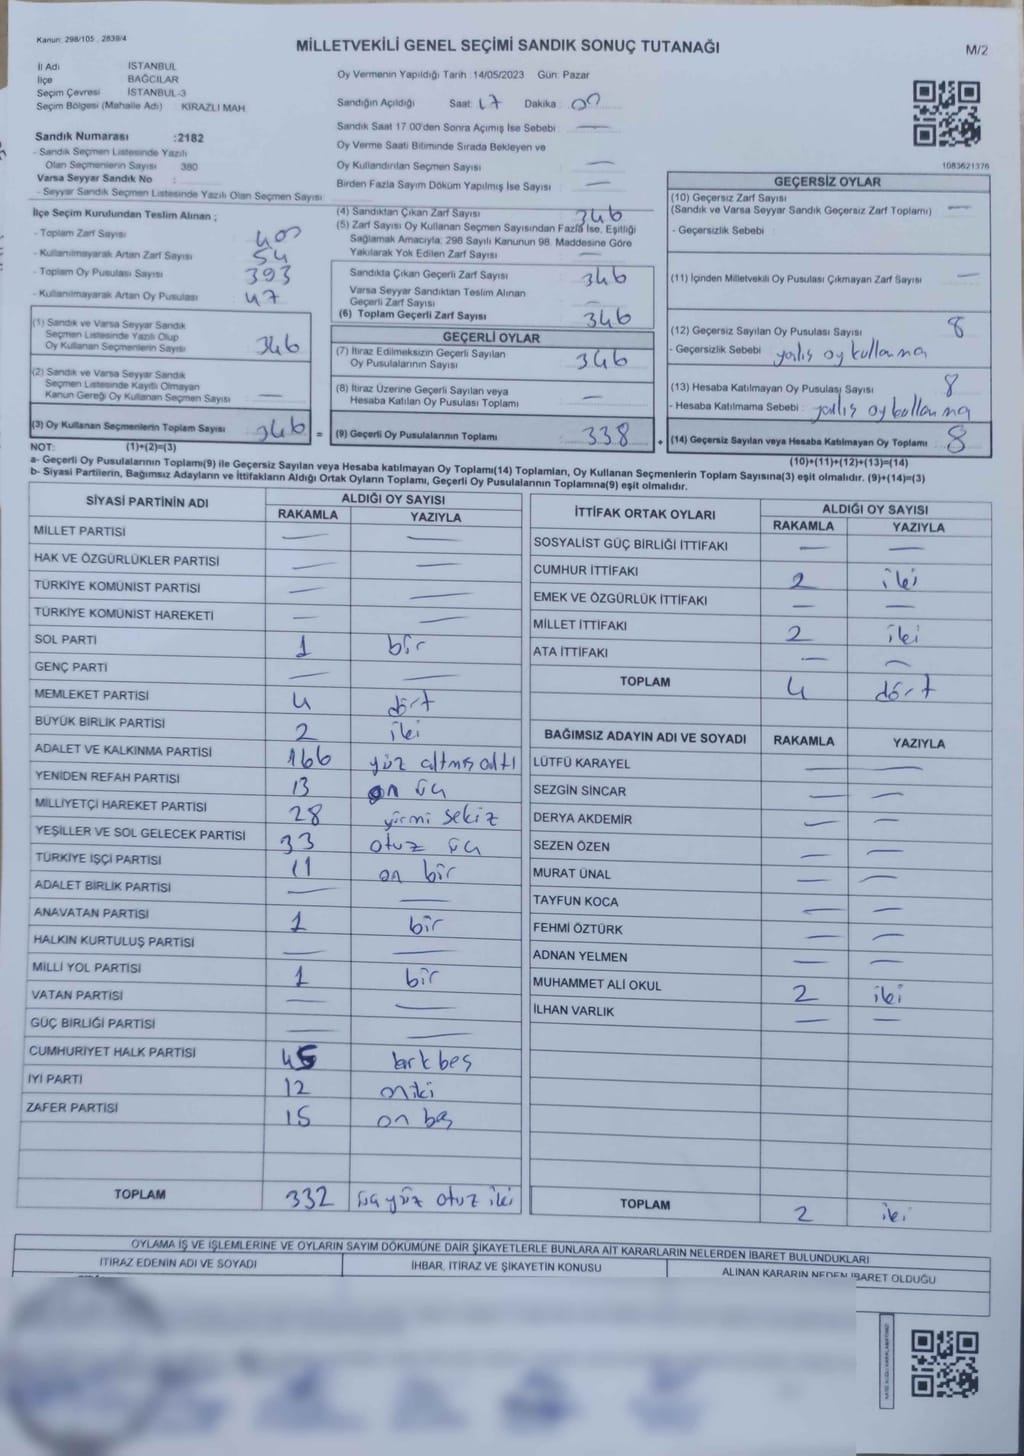 Kanun: 298/105 , 2839/4
MİLLETVEKİLİ GENEL SEÇİMİ SANDIK SONUÇ TUTANAĞI
M/2
İl Adı İSTANBUL
İlçe BAĞCILAR
Seçim Çevresi İSTANBUL-3
Seçim Bölgesi (Mahalle Adı) : KİRAZLI MAH
Sandık Numarası :2182
- Sandık Seçmen Listesinde Yazılı
Olan Seçmenlerin Sayısı 380
Varsa Seyyar Sandık No :
- Seyyar Sandık Seçmen Listesinde Yazılı Olan Seçmen Sayısı
Oy Vermenin Yapıldığı Tarih :14/05/2023 Gün: Pazar
Sandığın Açıldığı Saat: 17 Dakika 00
Sandık Saat 17.00'den Sonra Açımış İse Sebebi —
Oy Verme Saati Bitiminde Sırada Bekleyen ve
Oy Kullandırılan Seçmen Sayısı —
Birden Fazla Sayım Döküm Yapılmış İse Sayısı —
1083621376
İlçe Seçim Kurulundan Teslim Alınan ;
- Toplam Zarf Sayısı 400
- Kullanılmayarak Artan Zarf Sayısı 54
- Toplam Oy Pusulası Sayısı 393
- Kullanılmayarak Artan Oy Pusulası 47
(1) Sandık ve Varsa Seyyar Sandık
Seçmen Listesinde Yazılı Olup
Oy Kullanan Seçmenlerin Sayısı 346
(2) Sandık ve Varsa Seyyar Sandık
Seçmen Listesinde Kayıtlı Olmayan
Kanun Gereği Oy Kullanan Seçmen Sayısı —
(3) Oy Kullanan Seçmenlerin Toplam Sayısı 346 =
(4) Sandıktan Çıkan Zarf Sayısı 346
(5) Zarf Sayısı Oy Kullanan Seçmen Sayısından Fazla İse, Eşitliği
Sağlamak Amacıyla, 298 Sayılı Kanunun 98. Maddesine Göre
Yakılarak Yok Edilen Zarf Sayısı —
Sandıkta Çıkan Geçerli Zarf Sayısı 346
Varsa Seyyar Sandıktan Teslim Alınan
Geçerli Zarf Sayısı —
(6) Toplam Geçerli Zarf Sayısı 346
GEÇERLİ OYLAR
(7) İtiraz Edilmeksizin Geçerli Sayılan
Oy Pusulalarının Sayısı 346
(8) İtiraz Üzerine Geçerli Sayılan veya
Hesaba Katılan Oy Pusulası Toplamı —
(9) Geçerli Oy Pusulalarının Toplamı 338 +
GEÇERSİZ OYLAR
(10) Geçersiz Zarf Sayısı
(Sandık ve Varsa Seyyar Sandık Geçersiz Zarf Toplamı) —
- Geçersizlik Sebebi
(11) İçinden Milletvekili Oy Pusulası Çıkmayan Zarf Sayısı —
(12) Geçersiz Sayılan Oy Pusulası Sayısı 8
- Geçersizlik Sebebi yanlış oy kullanma
(13) Hesaba Katılmayan Oy Pusulası Sayısı 8
- Hesaba Katılmama Sebebi: yanlış oy kullanma
(14) Geçersiz Sayılan veya Hesaba Katılmayan Oy Toplamı 8
NOT: (1)+(2)=(3)
(10)+(11)+(12)+(13)=(14)
a- Geçerli Oy Pusulalarının Toplamı(9) ile Geçersiz Sayılan veya Hesaba katılmayan Oy Toplamı(14) Toplamları, Oy Kullanan Seçmenlerin Toplam Sayısına(3) eşit olmalıdır. (9)+(14)=(3)
b- Siyasi Partilerin, Bağımsız Adayların ve İttifakların Aldığı Ortak Oyların Toplamı, Geçerli Oy Pusulalarının Toplamına(9) eşit olmalıdır.
SİYASİ PARTİNİN ADI ALDIĞI OY SAYISI
RAKAMLA YAZIYLA
MİLLET PARTİSİ — —
HAK VE ÖZGÜRLÜKLER PARTİSİ — —
TÜRKİYE KOMÜNİST PARTİSİ — —
TÜRKİYE KOMÜNİST HAREKETİ — —
SOL PARTİ 1 bir
GENÇ PARTİ — —
MEMLEKET PARTİSİ 4 dört
BÜYÜK BİRLİK PARTİSİ 2 iki
ADALET VE KALKINMA PARTİSİ 166 yüz altmış altı
YENİDEN REFAH PARTİSİ 13 on üç
MİLLİYETÇİ HAREKET PARTİSİ 28 yirmi sekiz
YEŞİLLER VE SOL GELECEK PARTİSİ 33 otuz üç
TÜRKİYE İŞÇİ PARTİSİ 11 on bir
ADALET BİRLİK PARTİSİ — —
ANAVATAN PARTİSİ 1 bir
HALKIN KURTULUŞ PARTİSİ — —
MİLLİ YOL PARTİSİ 1 bir
VATAN PARTİSİ — —
GÜÇ BİRLİĞİ PARTİSİ — —
CUMHURİYET HALK PARTİSİ 45 kırk beş
İYİ PARTİ 12 oniki
ZAFER PARTİSİ 15 on beş
TOPLAM 332 üç yüz otuz iki
İTTİFAK ORTAK OYLARI ALDIĞI OY SAYISI
RAKAMLA YAZIYLA
SOSYALİST GÜÇ BİRLİĞİ İTTİFAKI — —
CUMHUR İTTİFAKI 2 iki
EMEK VE ÖZGÜRLÜK İTTİFAKI — —
MİLLET İTTİFAKI 2 iki
ATA İTTİFAKI — —
TOPLAM 4 dört
BAĞIMSIZ ADAYIN ADI VE SOYADI RAKAMLA YAZIYLA
LÜTFÜ KARAYEL — —
SEZGİN SİNCAR — —
DERYA AKDEMİR — —
SEZEN ÖZEN — —
MURAT ÜNAL — —
TAYFUN KOCA — —
FEHMİ ÖZTÜRK — —
ADNAN YELMEN — —
MUHAMMET ALİ OKUL 2 iki
İLHAN VARLIK — —
TOPLAM 2 iki
OYLAMA İŞ VE İŞLEMLERİNE VE OYLARIN SAYIM DÖKÜMÜNE DAİR ŞİKAYETLERLE BUNLARA AİT KARARLARIN NELERDEN İBARET BULUNDUKLARI
İTİRAZ EDENİN ADI VE SOYADI İHBAR, İTİRAZ VE ŞİKAYETİN KONUSU ALINAN KARARIN NEDEN İBARET OLDUĞU